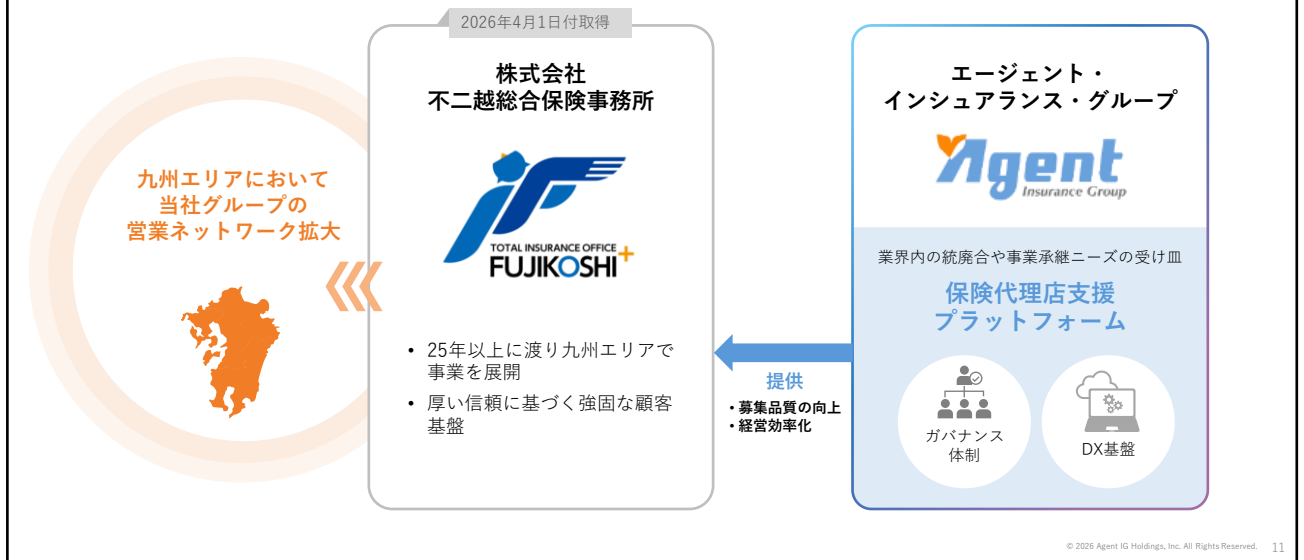 2026年4月1日付取得
九州エリアにおいて
当社グループの
営業ネットワーク拡大
株式会社
不二越総合保険事務所
TOTAL INSURANCE OFFICE
FUJIKOSHI+
• 25年以上に渡り九州エリアで
事業を展開
• 厚い信頼に基づく強固な顧客
基盤
提供
・募集品質の向上
・経営効率化
エージェント・
インシュアランス・グループ
Agent
Insurance Group
業界内の統廃合や事業承継ニーズの受け皿
保険代理店支援
プラットフォーム
ガバナンス
体制
DX基盤
© 2026 Agent IG Holdings, Inc. All Rights Reserved. 11